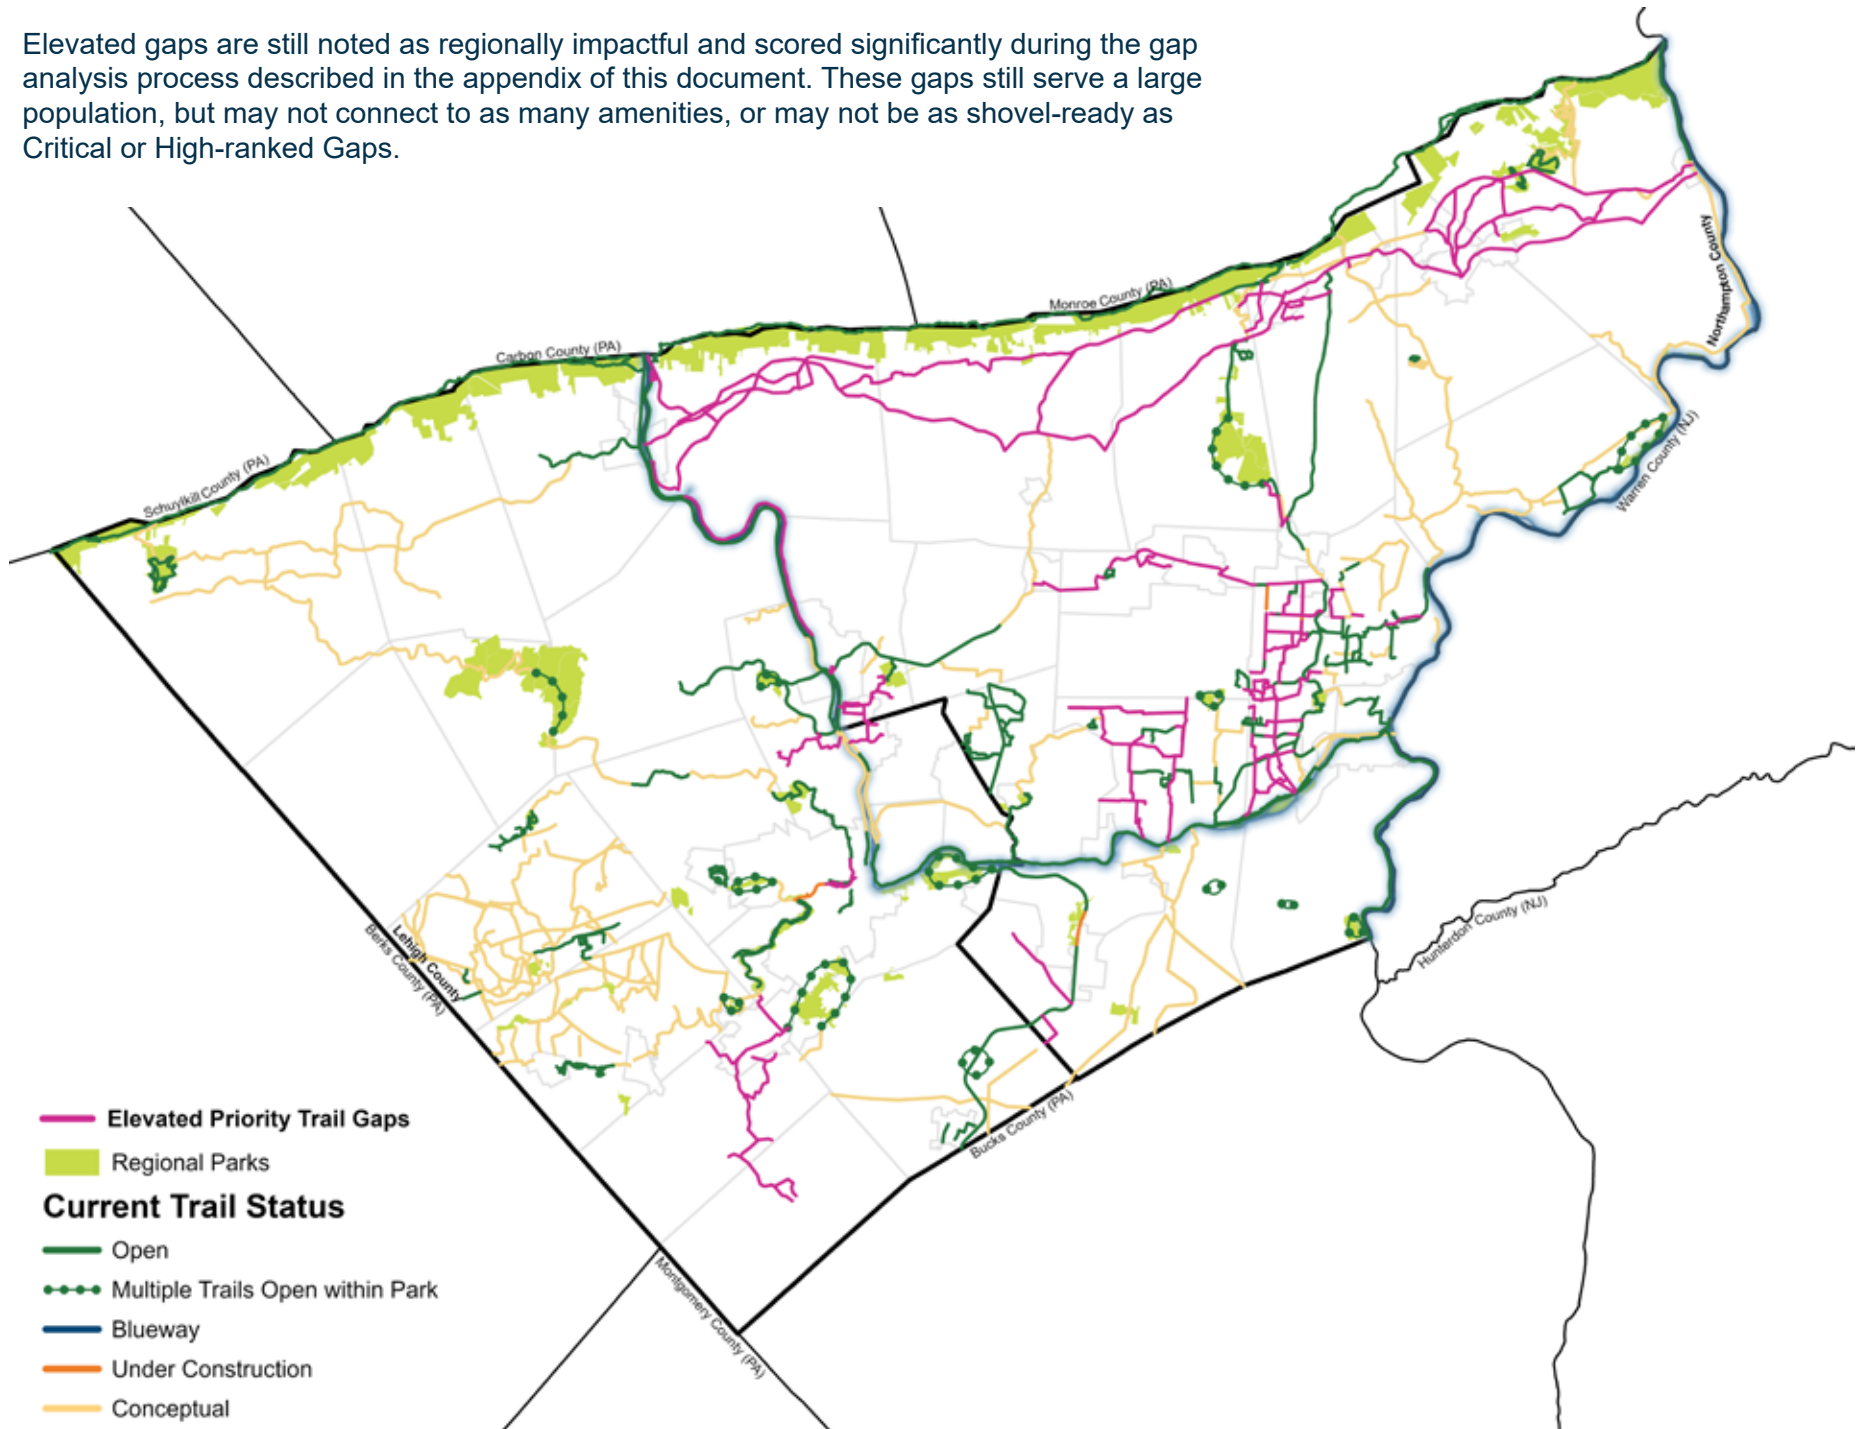 Elevated gaps are still noted as regionally impactful and scored significantly during the gap
analysis process described in the appendix of this document. These gaps still serve a large
population, but may not connect to as many amenities, or may not be as shovel-ready as
Critical or High-ranked Gaps.
Northampton County
Monroe County (PA)
Carbon County (PA)
Schuylkill County (PA)
Warren County (NJ)
Hunterdon County (NJ)
Lehigh County
Berks County (PA)
Bucks County (PA)
Montgomery County (PA)
Elevated Priority Trail Gaps
Regional Parks
Current Trail Status
Open
Multiple Trails Open within Park
Blueway
Under Construction
Conceptual